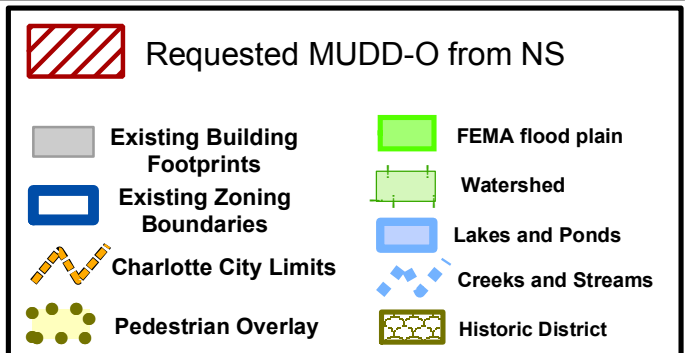 Requested MUDD-O from NS
Existing Building
Footprints
Existing Zoning
Boundaries
Charlotte City Limits
Pedestrian Overlay
FEMA flood plain
Watershed
Lakes and Ponds
Creeks and Streams
Historic District